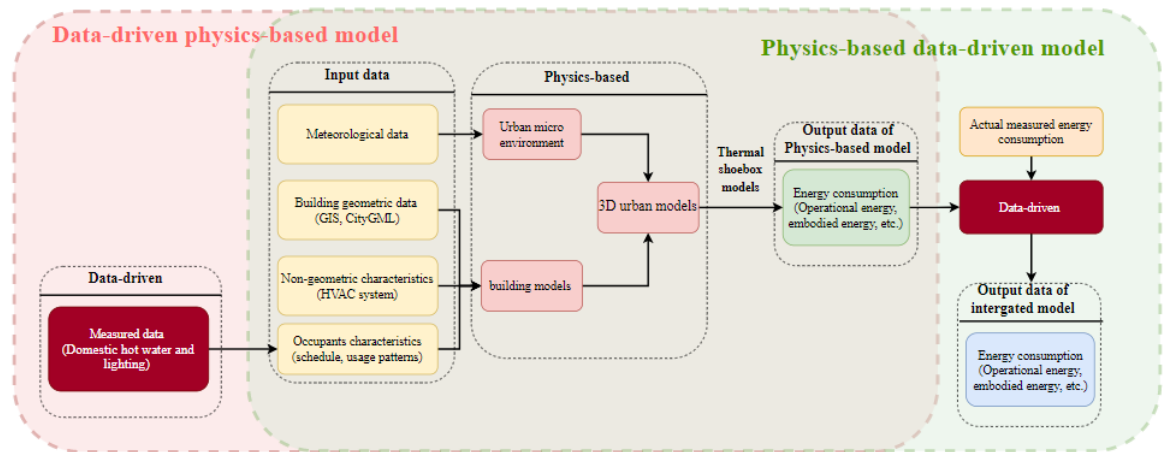 Data-driven physics-based model
Physics-based data-driven model
Input data
Meteorological data
Building geometric data
(GIS, CityGML)
Non-geometric characteristics
(HVAC system)
Occupants characteristics
(schedule, usage patterns)
Data-driven
Measured data
(Domestic hot water and
lighting)
Physics-based
Urban micro
environment
3D urban models
building models
Thermal
shoebox
models
Output data of
Physics-based model
Energy consumption
(Operational energy,
embodied energy, etc.)
Actual measured energy
consumption
Data-driven
Output data of
intergated model
Energy consumption
(Operational energy,
embodied energy, etc.)